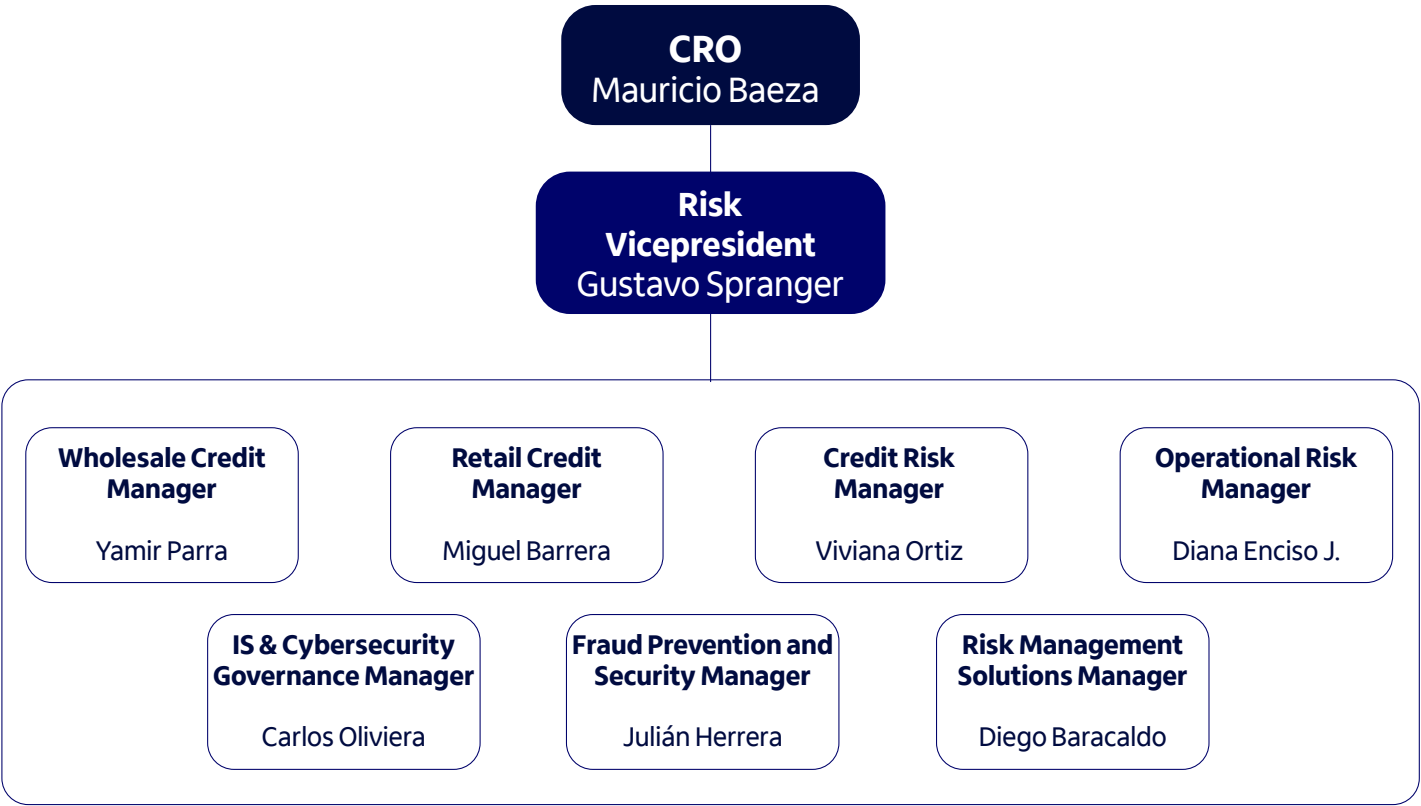 CRO
Mauricio Baeza
Risk
Vicepresident
Gustavo Spranger
Wholesale Credit
Manager
Yamir Parra
Retail Credit
Manager
Miguel Barrera
Credit Risk
Manager
Viviana Ortiz
Operational Risk
Manager
Diana Enciso J.
IS & Cybersecurity
Governance Manager
Carlos Oliviera
Fraud Prevention and
Security Manager
Julián Herrera
Risk Management
Solutions Manager
Diego Baracaldo